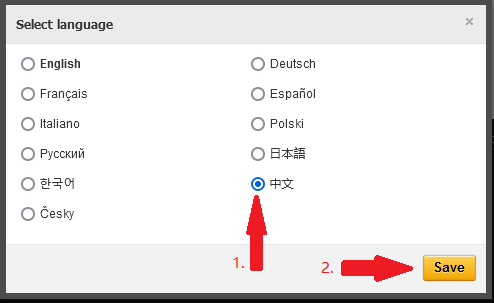 Select language
×
English
Deutsch
Français
Español
Italiano
Polski
Русский
日本語
한국어
中文
Česky
1.
2.
Save